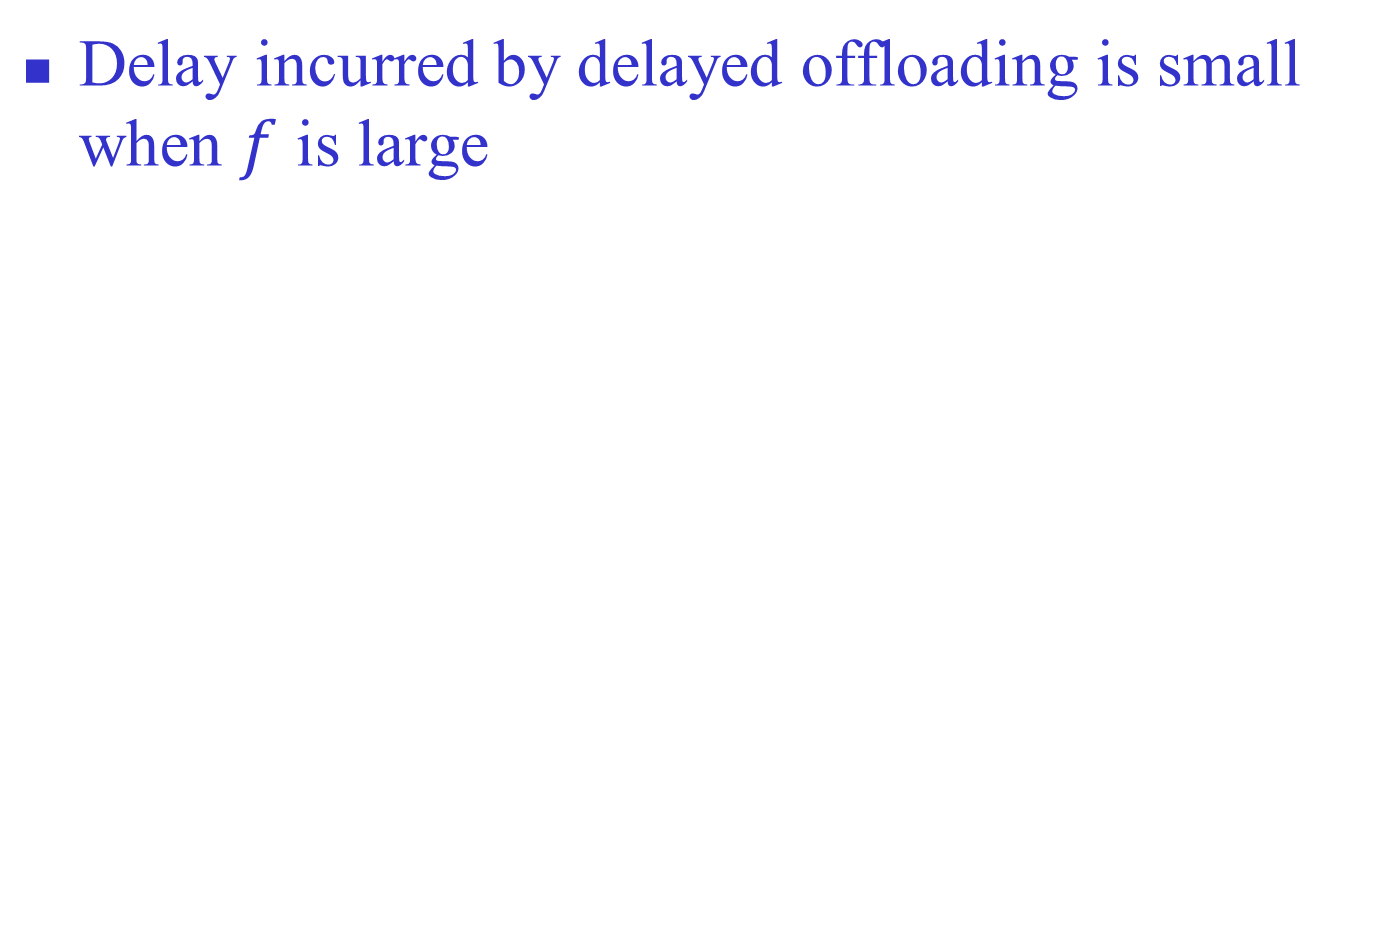 ▪ Delay incurred by delayed offloading is small
when f is large